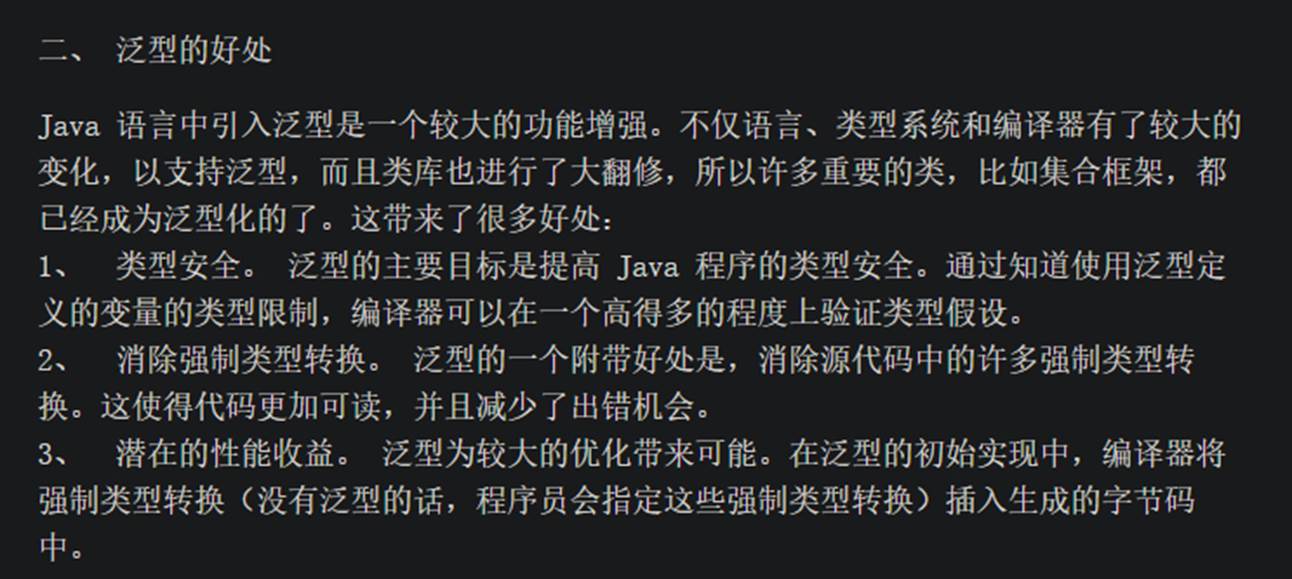 二、 泛型的好处
Java 语言中引入泛型是一个较大的功能增强。不仅语言、类型系统和编译器有了较大的
变化，以支持泛型，而且类库也进行了大翻修，所以许多重要的类，比如集合框架，都
已经成为泛型化的了。这带来了很多好处：
1、 类型安全。 泛型的主要目标是提高 Java 程序的类型安全。通过知道使用泛型定
义的变量的类型限制，编译器可以在一个高得多的程度上验证类型假设。
2、 消除强制类型转换。 泛型的一个附带好处是，消除源代码中的许多强制类型转
换。这使得代码更加可读，并且减少了出错机会。
3、 潜在的性能收益。 泛型为较大的优化带来可能。在泛型的初始实现中，编译器将
强制类型转换（没有泛型的话，程序员会指定这些强制类型转换）插入生成的字节码
中。